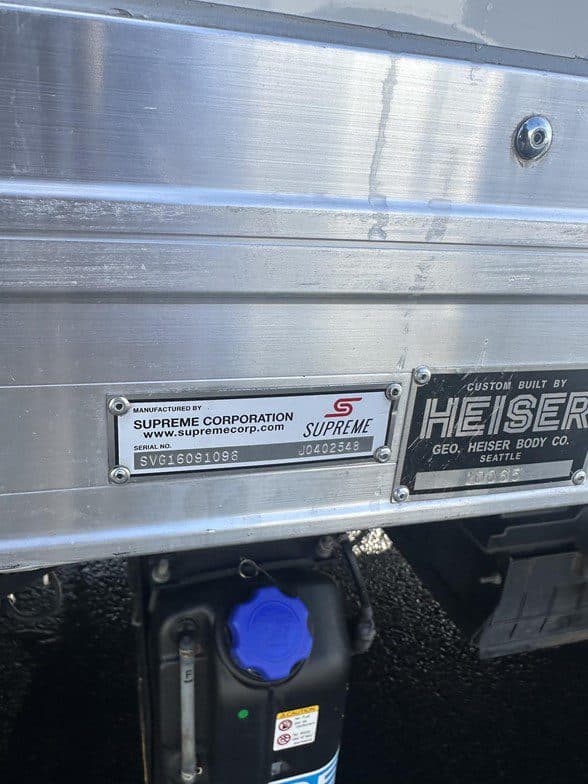 MANUFACTURED BY
SUPREME CORPORATION
www.supremecorp.com
SUPREME
SERIAL NO.
SVG16091098 J0402548
CUSTOM BUILT BY
HEISER
GEO. HEISER BODY CO.
SEATTLE
F
CAUTION